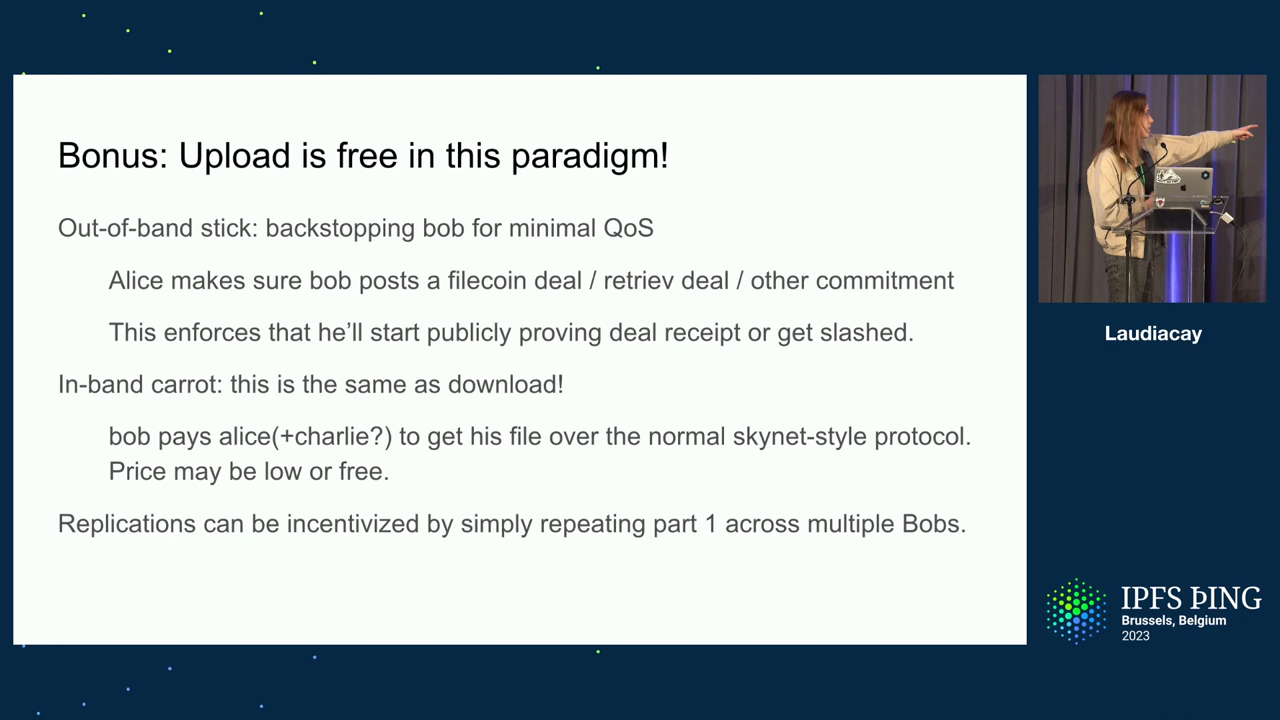 Bonus: Upload is free in this paradigm!
Out-of-band stick: backstopping bob for minimal QoS
Alice makes sure bob posts a filecoin deal / retriev deal / other commitment
This enforces that he’ll start publicly proving deal receipt or get slashed.
In-band carrot: this is the same as download!
bob pays alice(+charlie?) to get his file over the normal skynet-style protocol.
Price may be low or free.
Replications can be incentivized by simply repeating part 1 across multiple Bobs.
Laudiacay
IPFS ÞING
Brussels, Belgium
2023